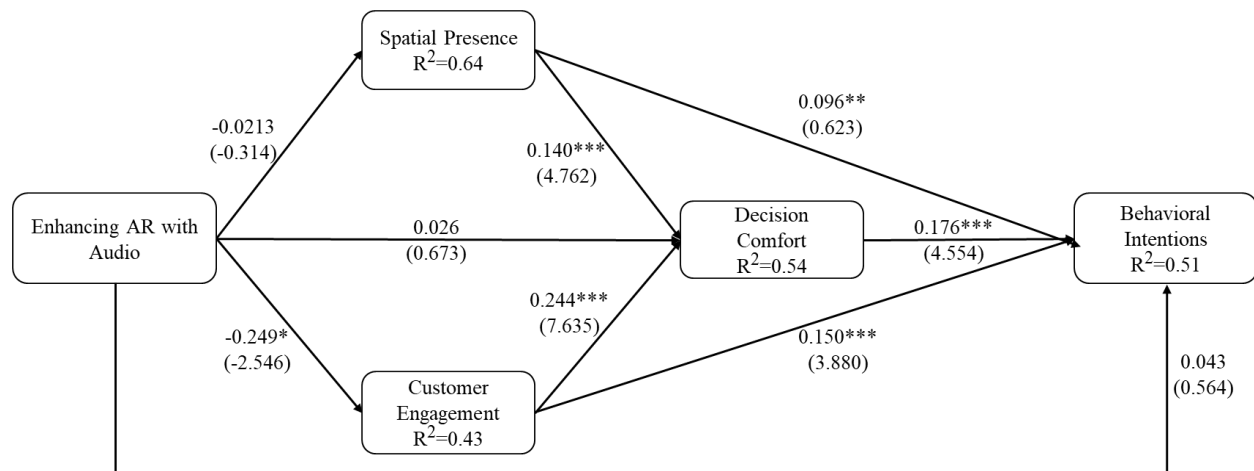 Spatial Presence
R²=0.64
-0.0213
(-0.314)
0.140***
(4.762)
0.096**
(0.623)
Enhancing AR with
Audio
0.026
(0.673)
Decision
Comfort
R²=0.54
0.176***
(4.554)
Behavioral
Intentions
R²=0.51
-0.249*
(-2.546)
0.244***
(7.635)
0.150***
(3.880)
Customer
Engagement
R²=0.43
0.043
(0.564)